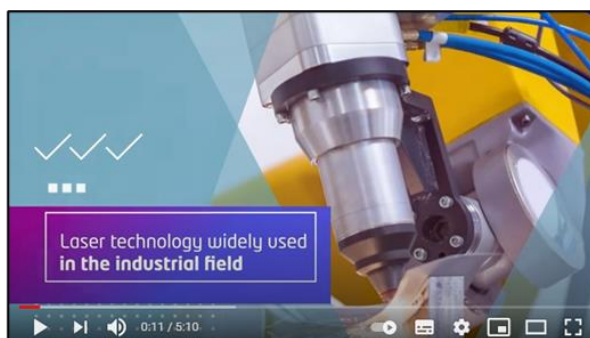 Laser technology widely used
in the industrial field
0:11 / 5:10